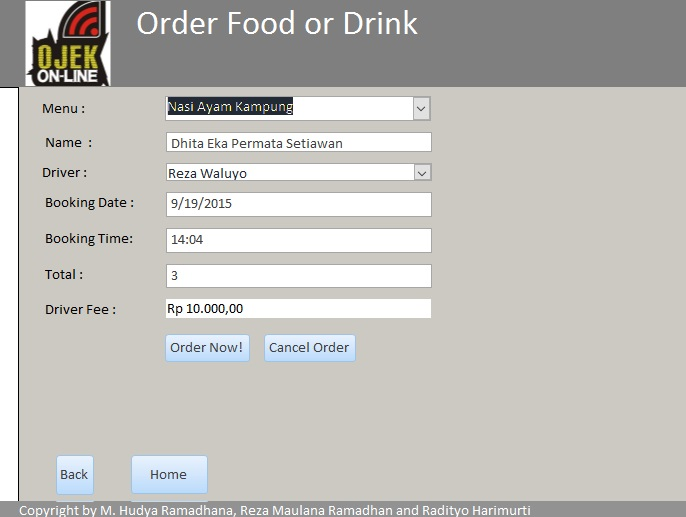 Order Food or Drink
OJEK
ON-LINE
Menu : Nasi Ayam Kampung
Name : Dhita Eka Permata Setiawan
Driver : Reza Waluyo
Booking Date : 9/19/2015
Booking Time: 14:04
Total : 3
Driver Fee : Rp 10.000,00
Order Now! Cancel Order
Back Home
Copyright by M. Hudya Ramadhana, Reza Maulana Ramadhan and Radityo Harimurti